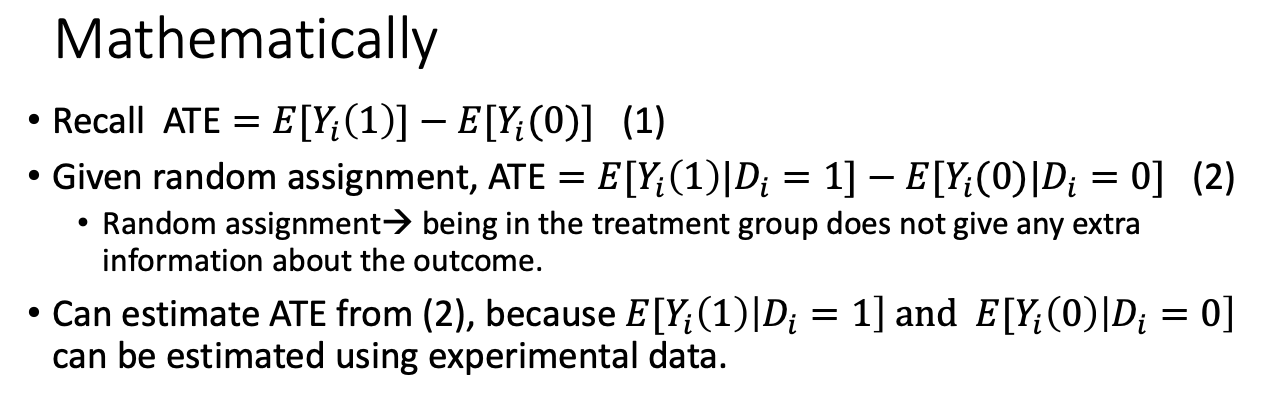 Mathematically
• Recall ATE = E[Yᵢ(1)] − E[Yᵢ(0)] (1)
• Given random assignment, ATE = E[Yᵢ(1)|Dᵢ = 1] − E[Yᵢ(0)|Dᵢ = 0] (2)
• Random assignment→ being in the treatment group does not give any extra
information about the outcome.
• Can estimate ATE from (2), because E[Yᵢ(1)|Dᵢ = 1] and E[Yᵢ(0)|Dᵢ = 0]
can be estimated using experimental data.